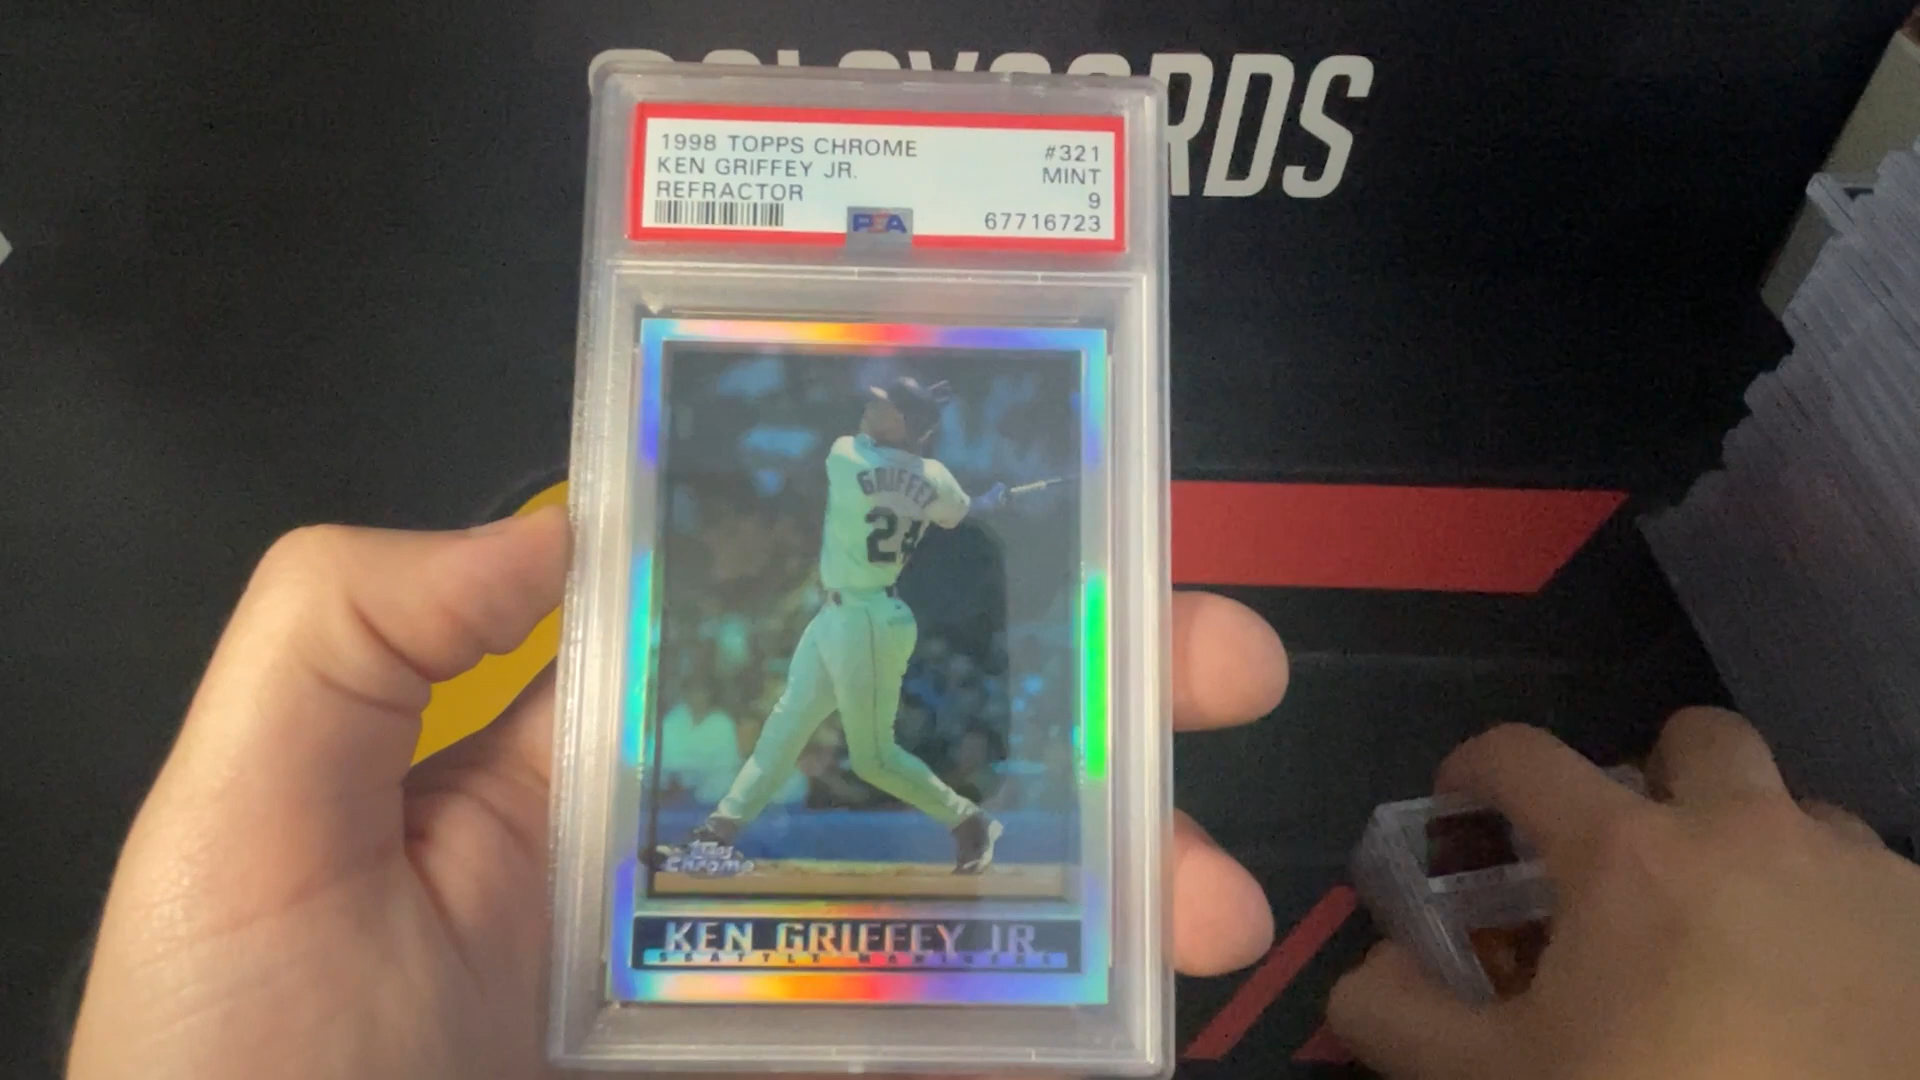 RDS
1998 TOPPS CHROME #321
KEN GRIFFEY JR. MINT
REFRACTOR 9
PSA 67716723
GRIFFEY
24
Topps
Chrome
KEN GRIFFEY JR.
SEATTLE MARINERS